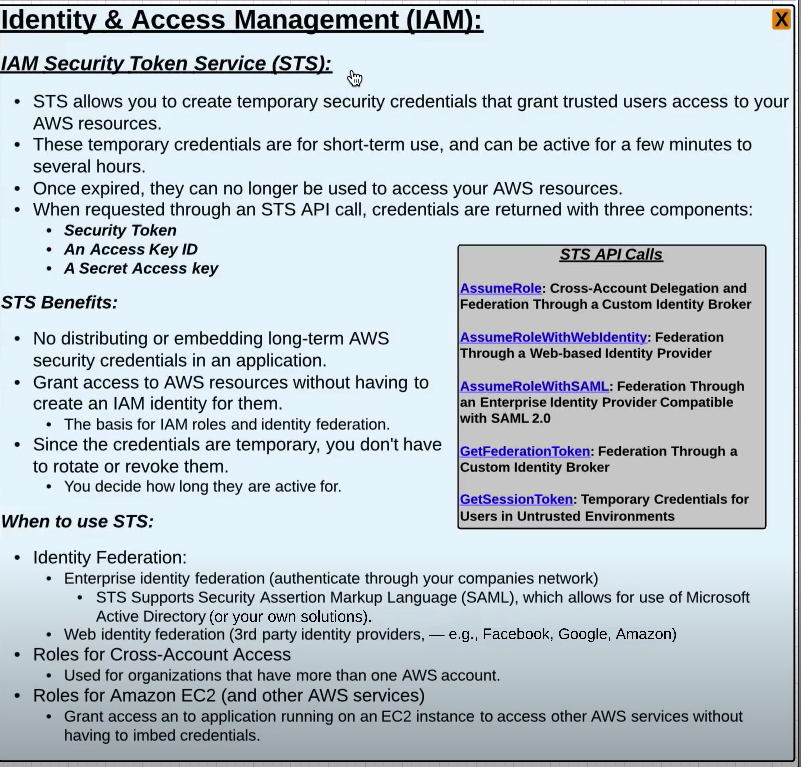 Identity & Access Management (IAM):
X
IAM Security Token Service (STS):
• STS allows you to create temporary security credentials that grant trusted users access to your
AWS resources.
• These temporary credentials are for short-term use, and can be active for a few minutes to
several hours.
• Once expired, they can no longer be used to access your AWS resources.
• When requested through an STS API call, credentials are returned with three components:
• Security Token
• An Access Key ID
• A Secret Access key
STS Benefits:
• No distributing or embedding long-term AWS
security credentials in an application.
• Grant access to AWS resources without having to
create an IAM identity for them.
• The basis for IAM roles and identity federation.
• Since the credentials are temporary, you don't have
to rotate or revoke them.
• You decide how long they are active for.
STS API Calls
AssumeRole: Cross-Account Delegation and
Federation Through a Custom Identity Broker
AssumeRoleWithWebIdentity: Federation
Through a Web-based Identity Provider
AssumeRoleWithSAML: Federation Through
an Enterprise Identity Provider Compatible
with SAML 2.0
GetFederationToken: Federation Through a
Custom Identity Broker
GetSessionToken: Temporary Credentials for
Users in Untrusted Environments
When to use STS:
• Identity Federation:
• Enterprise identity federation (authenticate through your companies network)
• STS Supports Security Assertion Markup Language (SAML), which allows for use of Microsoft
Active Directory (or your own solutions).
• Web identity federation (3rd party identity providers, — e.g., Facebook, Google, Amazon)
• Roles for Cross-Account Access
• Used for organizations that have more than one AWS account.
• Roles for Amazon EC2 (and other AWS services)
• Grant access an to application running on an EC2 instance to access other AWS services without
having to imbed credentials.